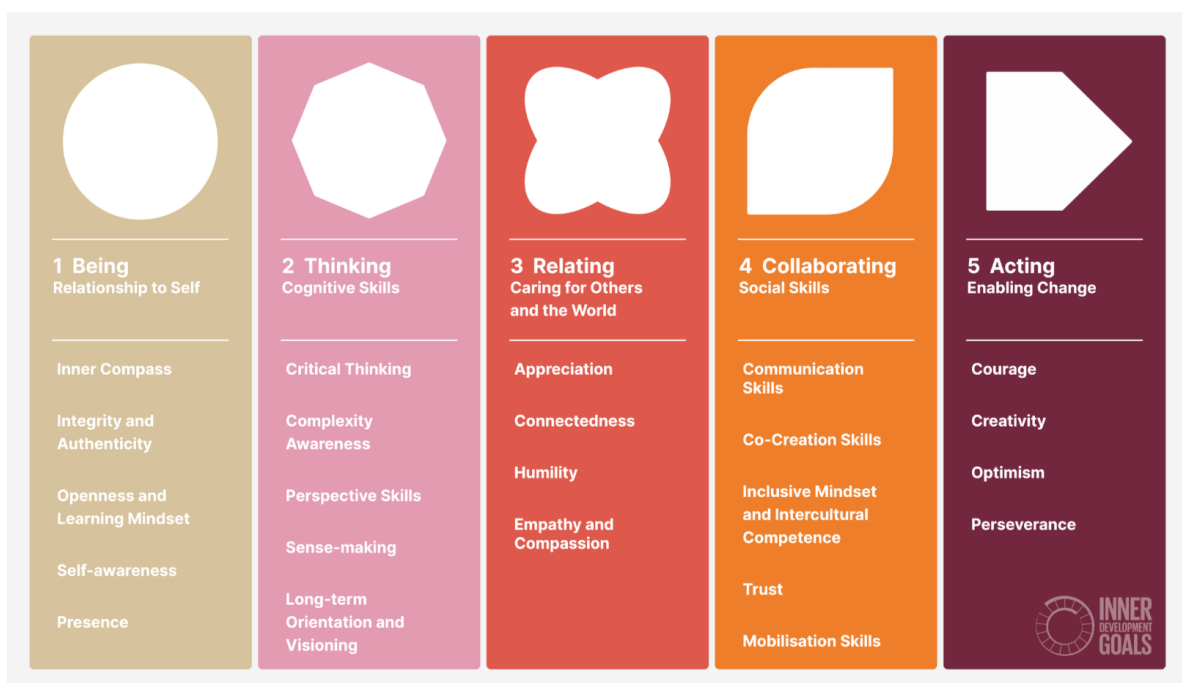 1 Being
Relationship to Self
Inner Compass
Integrity and
Authenticity
Openness and
Learning Mindset
Self-awareness
Presence
2 Thinking
Cognitive Skills
Critical Thinking
Complexity
Awareness
Perspective Skills
Sense-making
Long-term
Orientation and
Visioning
3 Relating
Caring for Others
and the World
Appreciation
Connectedness
Humility
Empathy and
Compassion
4 Collaborating
Social Skills
Communication
Skills
Co-Creation Skills
Inclusive Mindset
and Intercultural
Competence
Trust
Mobilisation Skills
5 Acting
Enabling Change
Courage
Creativity
Optimism
Perseverance
INNER
DEVELOPMENT
GOALS